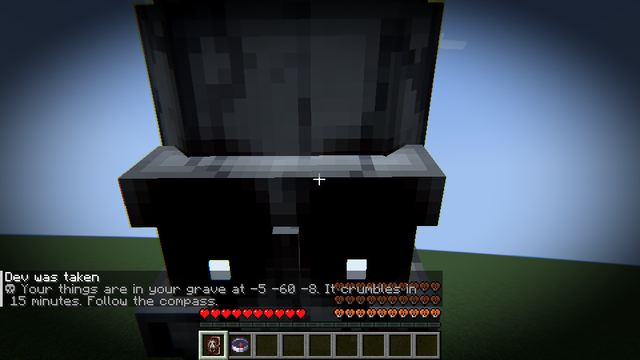 Dev was taken
☠ Your things are in your grave at -5 -60 -8. It crumbles in
15 minutes. Follow the compass.